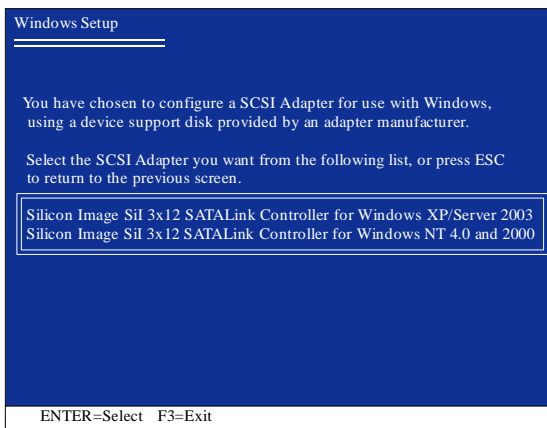 Windows Setup
You have chosen to configure a SCSI Adapter for use with Windows,
using a device support disk provided by an adapter manufacturer.
Select the SCSI Adapter you want from the following list, or press ESC
to return to the previous screen.
Silicon Image SiI 3x12 SATALink Controller for Windows XP/Server 2003
Silicon Image SiI 3x12 SATALink Controller for Windows NT 4.0 and 2000
ENTER=Select F3=Exit